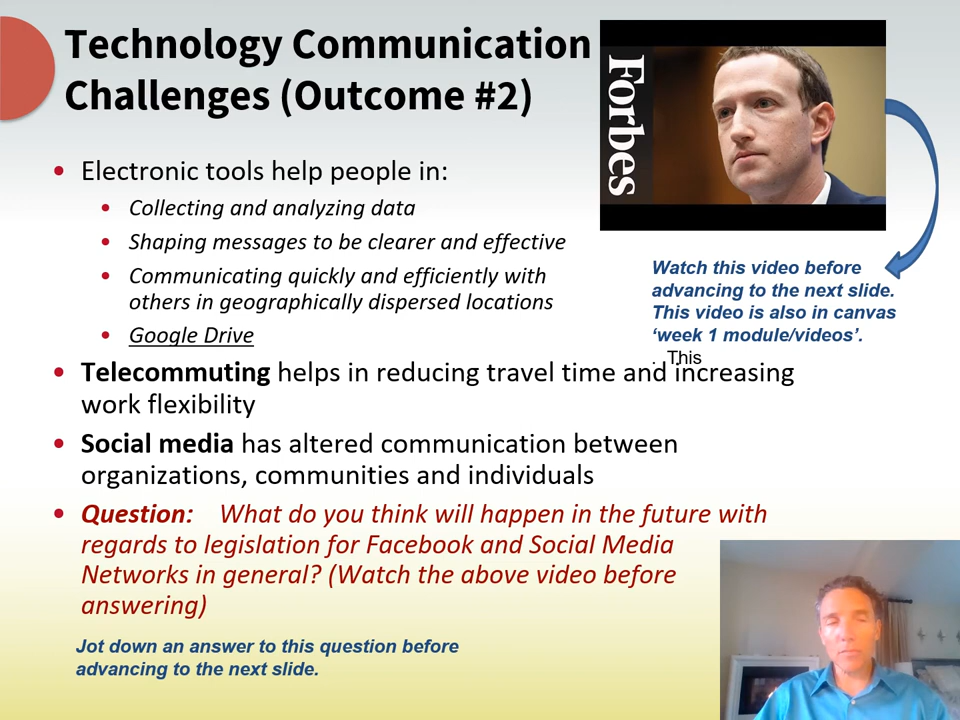 Technology Communication
Challenges (Outcome #2)
Forbes
• Electronic tools help people in:
• Collecting and analyzing data
• Shaping messages to be clearer and effective
• Communicating quickly and efficiently with
others in geographically dispersed locations
• Google Drive
Watch this video before
advancing to the next slide.
This video is also in canvas
‘week 1 module/videos’.
. This
• Telecommuting helps in reducing travel time and increasing
work flexibility
• Social media has altered communication between
organizations, communities and individuals
• Question: What do you think will happen in the future with
regards to legislation for Facebook and Social Media
Networks in general? (Watch the above video before
answering)
Jot down an answer to this question before
advancing to the next slide.